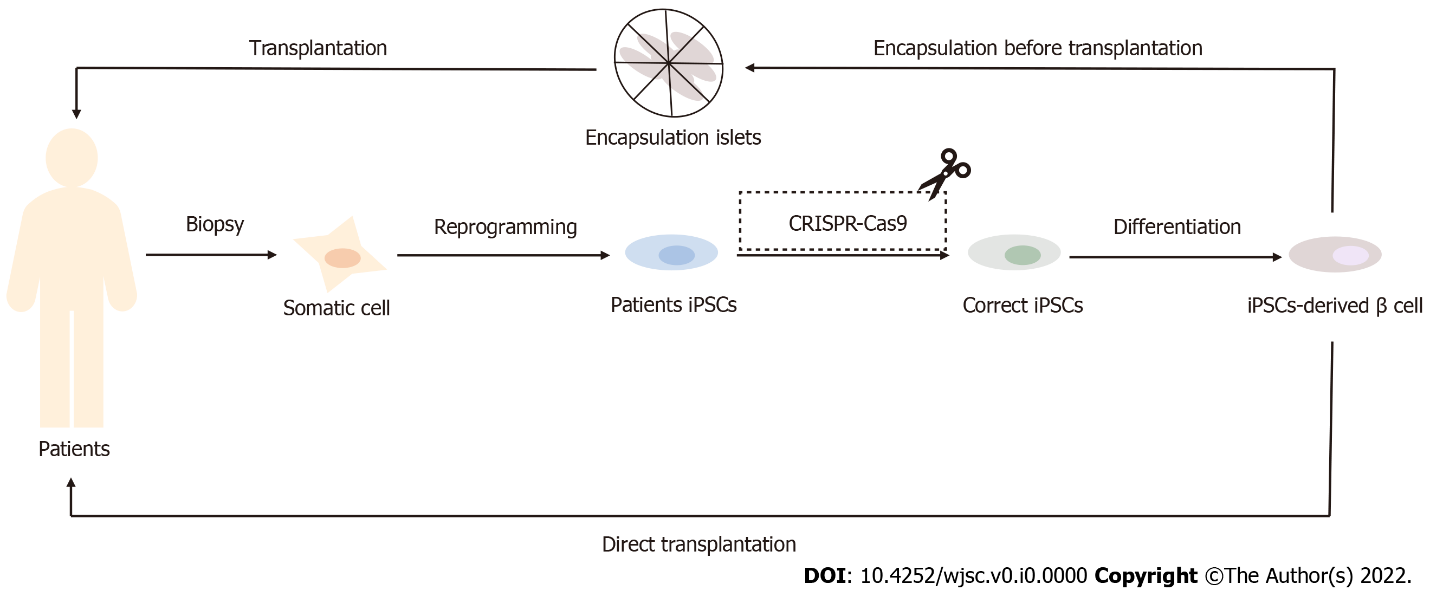 Transplantation
Encapsulation before transplantation
Encapsulation islets
Biopsy
Reprogramming
CRISPR-Cas9
Differentiation
Somatic cell
Patients iPSCs
Correct iPSCs
iPSCs-derived β cell
Patients
Direct transplantation
DOI: 10.4252/wjsc.v0.i0.0000 Copyright ©The Author(s) 2022.